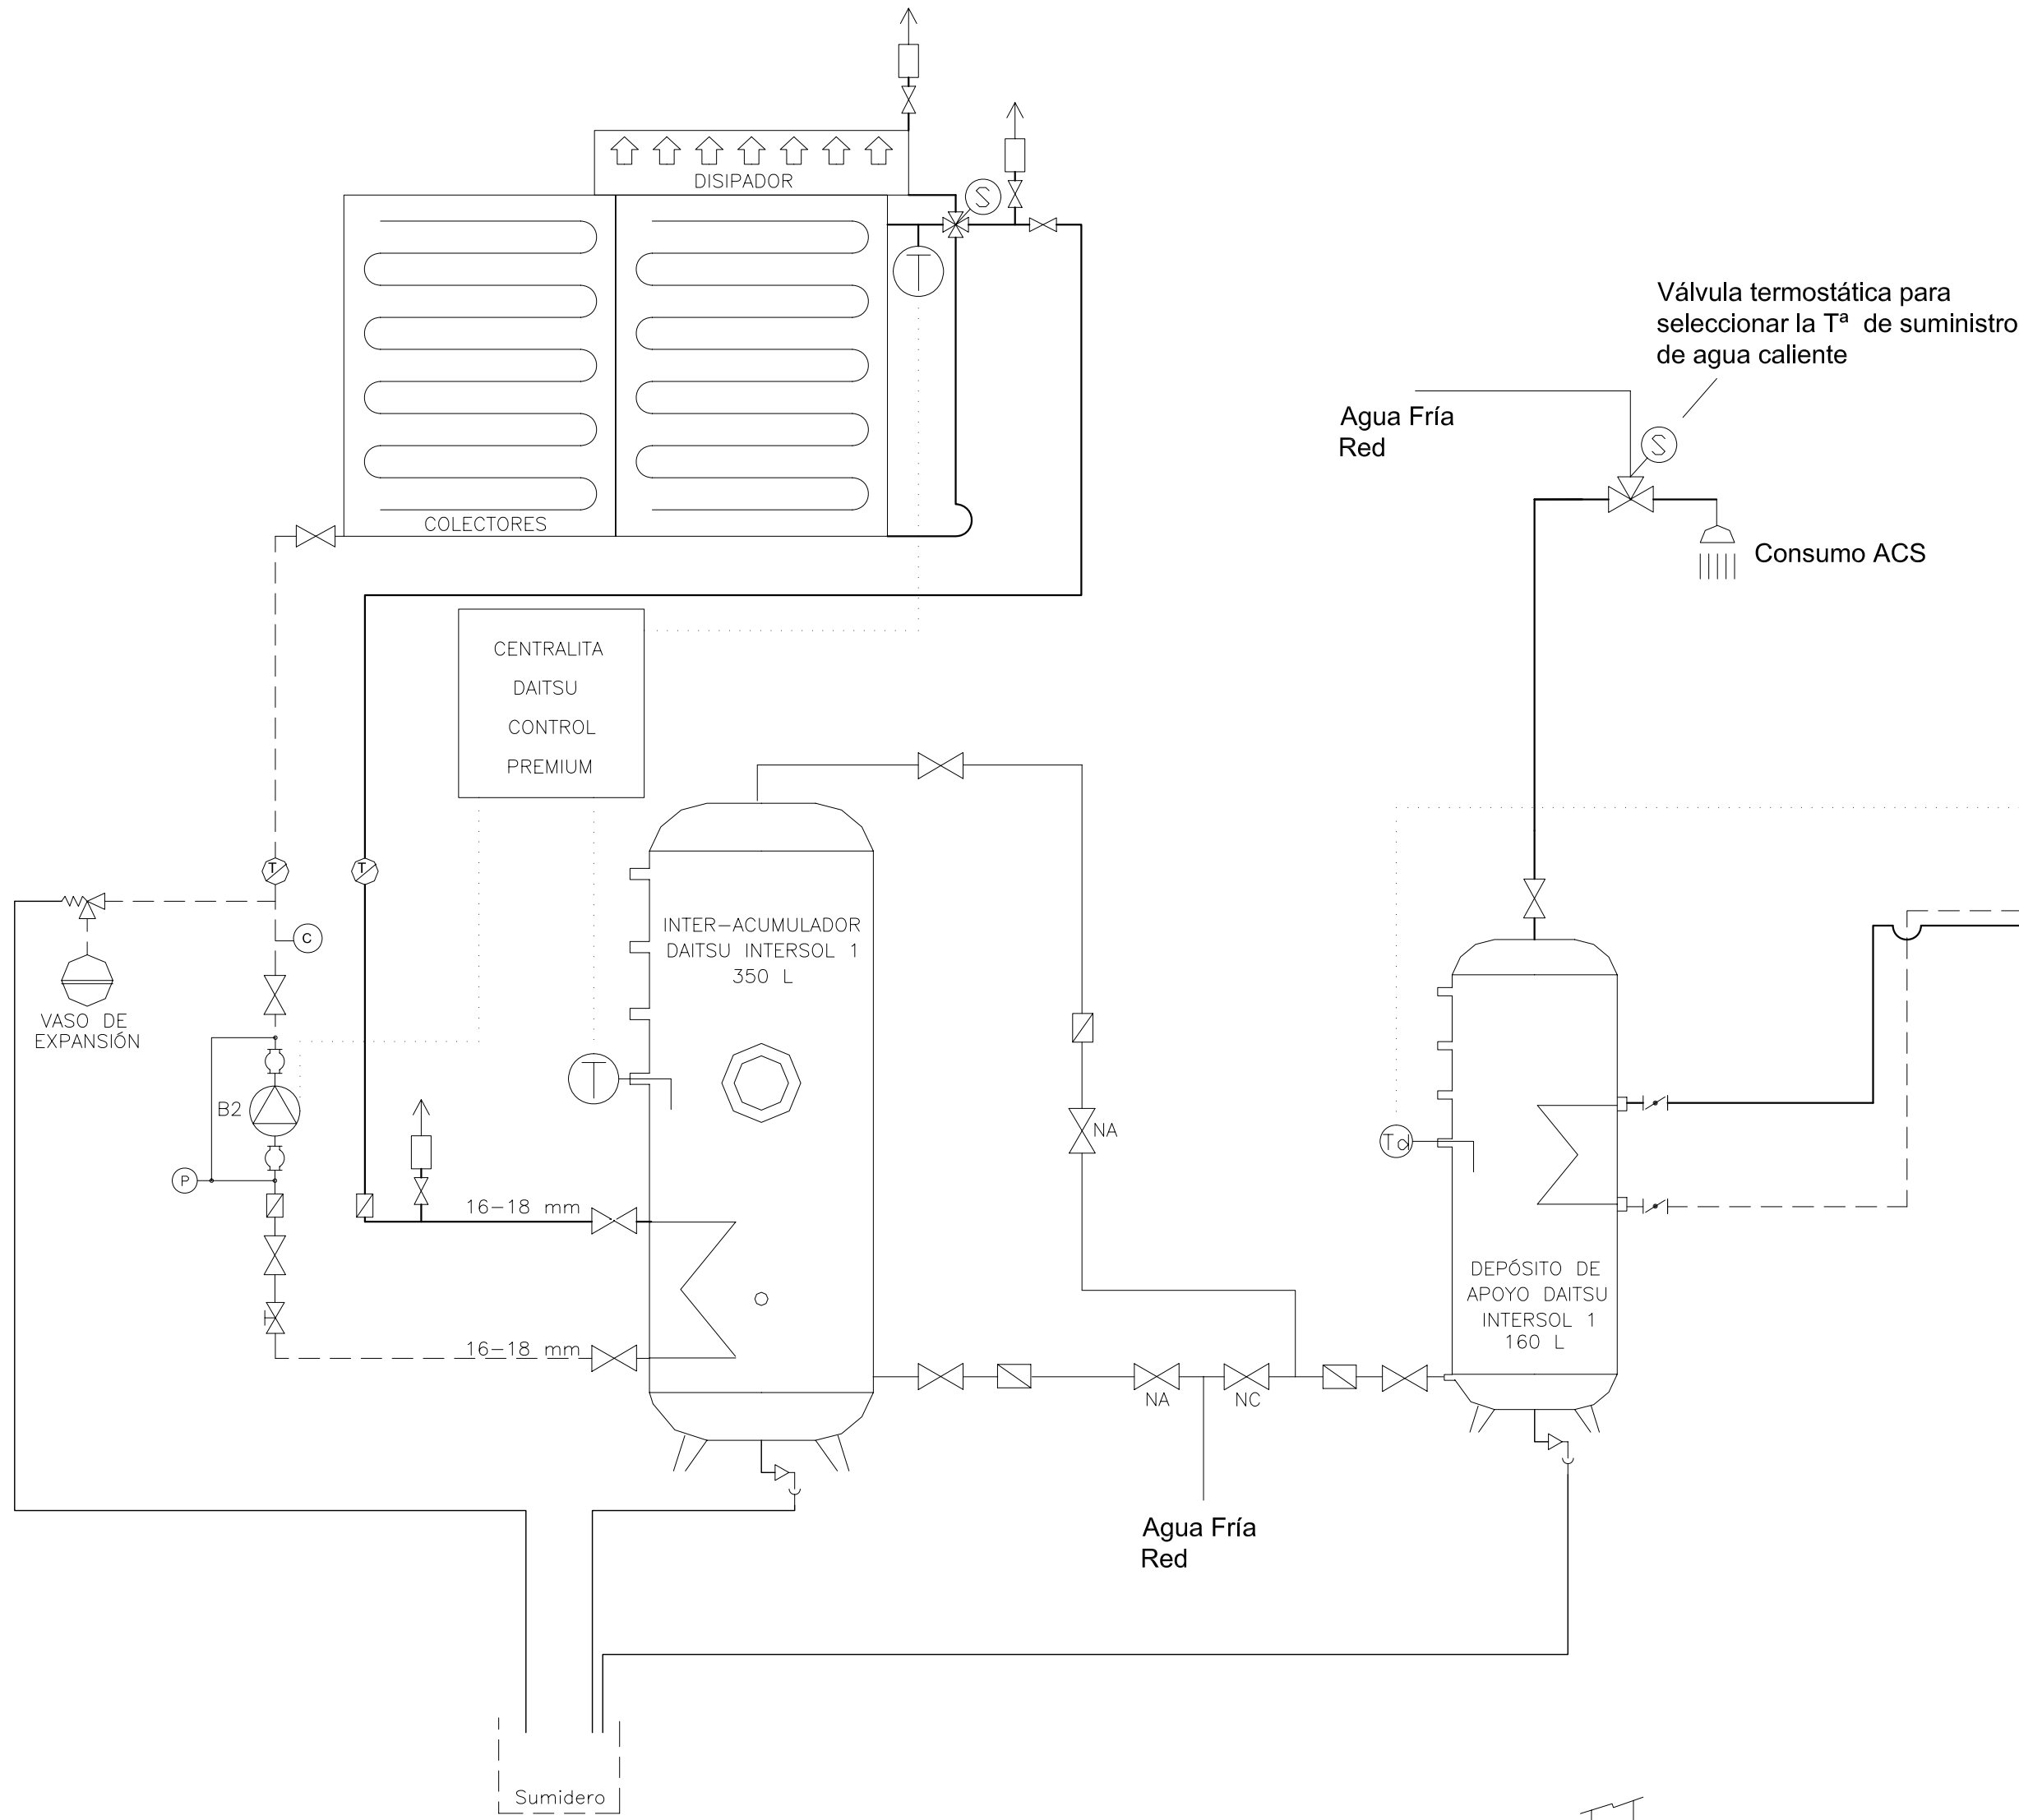 DISIPADOR
S
T
COLECTORES
Válvula termostática para
seleccionar la Tª de suministro
de agua caliente
Agua Fría
Red
S
Consumo ACS
CENTRALITA
DAITSU
CONTROL
PREMIUM
T
T
C
VASO DE
EXPANSIÓN
INTER-ACUMULADOR
DAITSU INTERSOL 1
350 L
T
B2
P
NA
Td
16-18 mm
16-18 mm
DEPÓSITO DE
APOYO DAITSU
INTERSOL 1
160 L
NA
NC
Agua Fría
Red
Sumidero